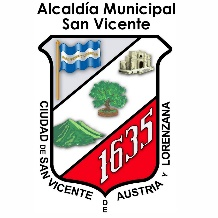 Alcaldía Municipal
San Vicente
1635
CIUDAD DE SAN VICENTE
DE
AUSTRIA Y LORENZANA